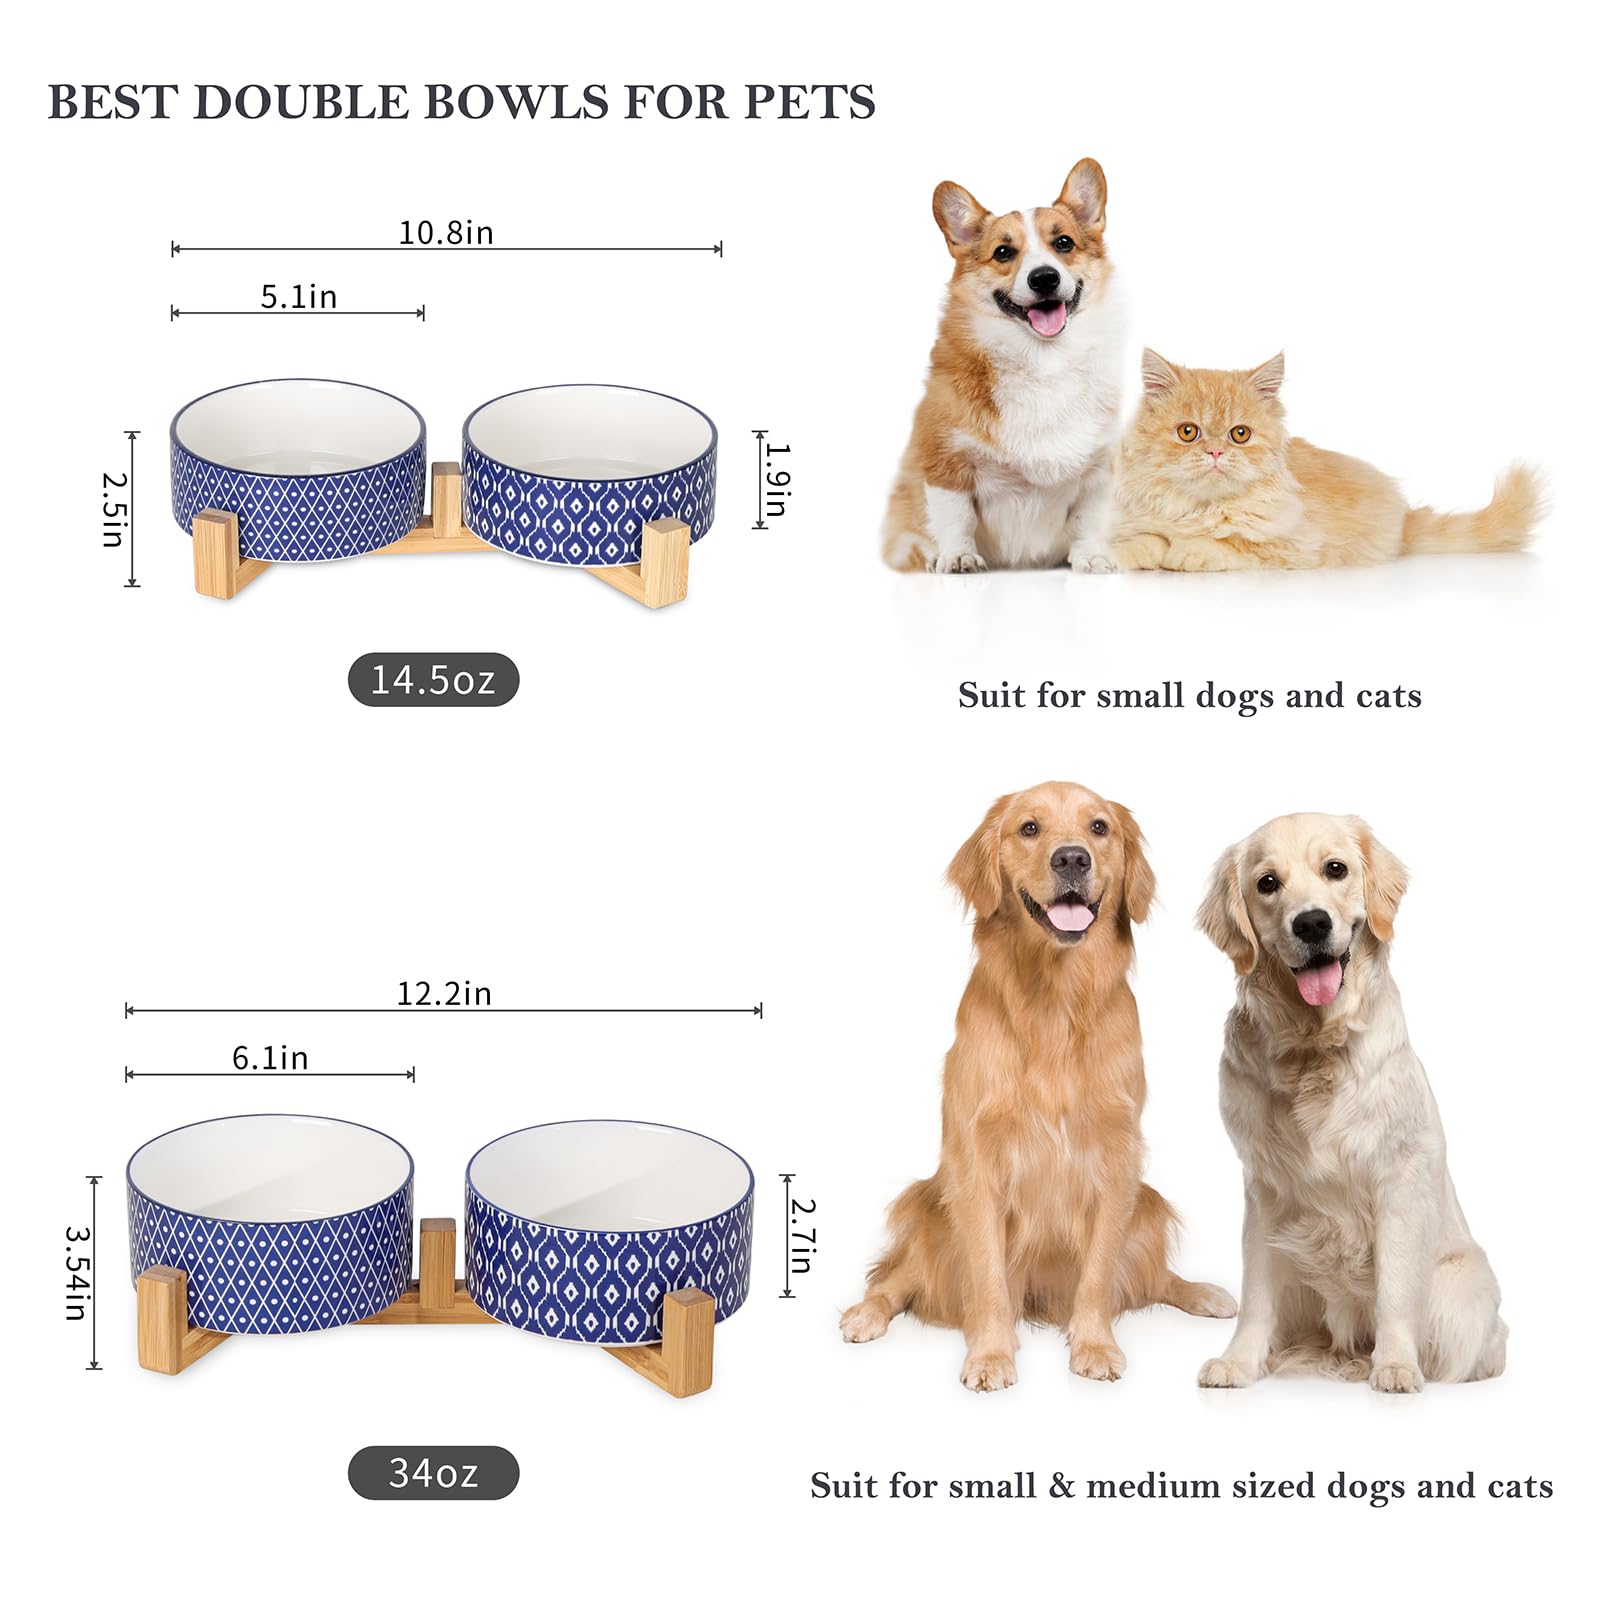 BEST DOUBLE BOWLS FOR PETS
10.8in
5.1in
2.5in
1.9in
14.5oz
Suit for small dogs and cats
12.2in
6.1in
3.54in
2.7in
34oz
Suit for small & medium sized dogs and cats